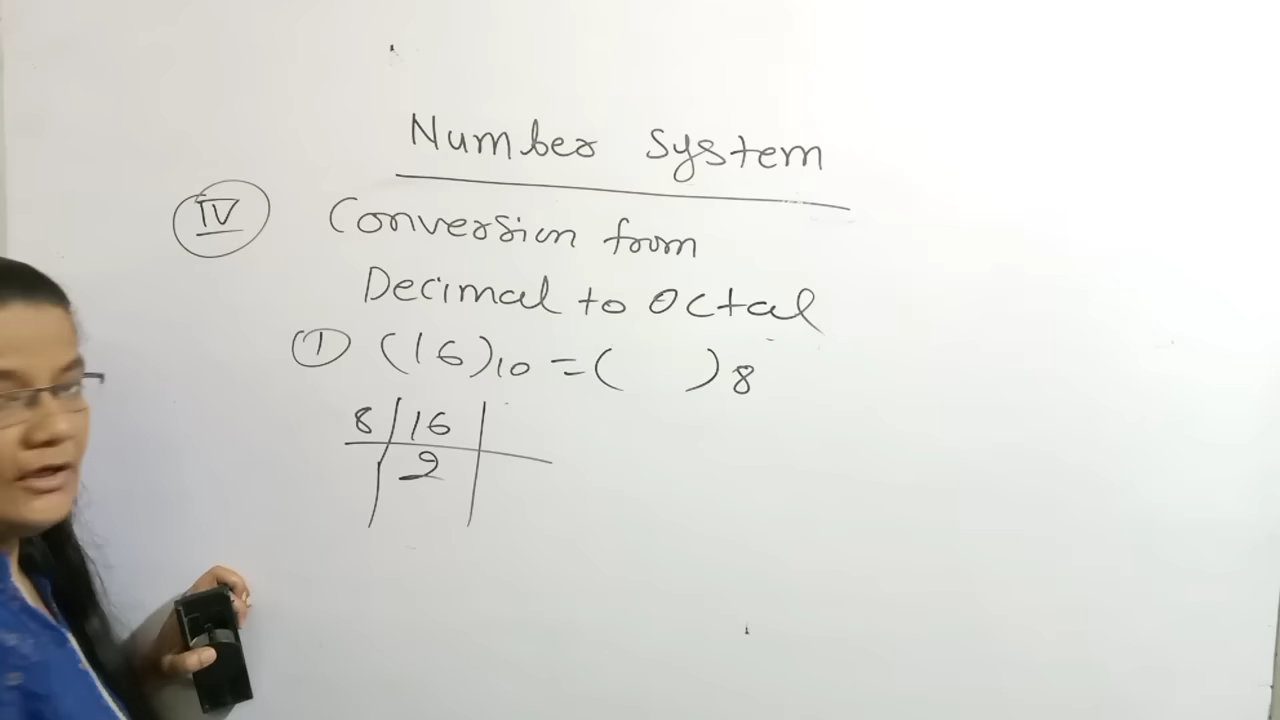 Number System
IV Conversion from
Decimal to Octal
1 (16)10 = ( )8
8 16
2